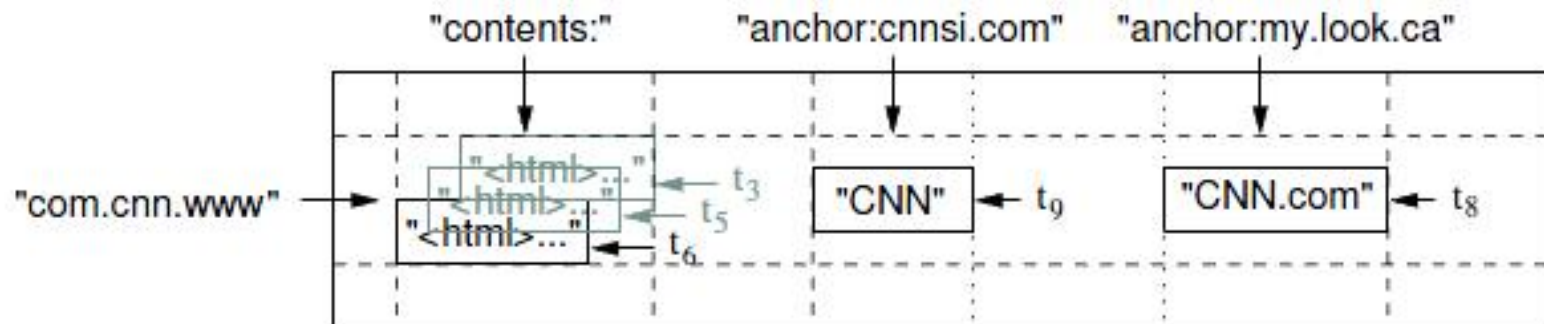 "contents:" "anchor:cnnsi.com" "anchor:my.look.ca"
"<html>..." t3
"com.cnn.www" "<html>..." t5 "CNN" t9 "CNN.com" t8
"<html>..." t6